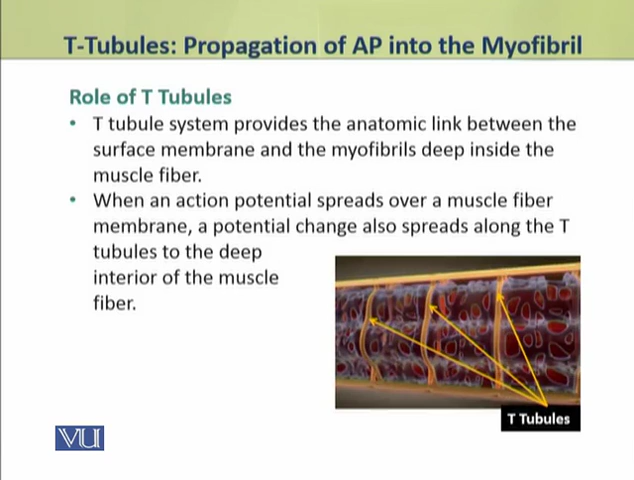 T-Tubules: Propagation of AP into the Myofibril
Role of T Tubules
• T tubule system provides the anatomic link between the
surface membrane and the myofibrils deep inside the
muscle fiber.
• When an action potential spreads over a muscle fiber
membrane, a potential change also spreads along the T
tubules to the deep
interior of the muscle
fiber.
T Tubules
VU